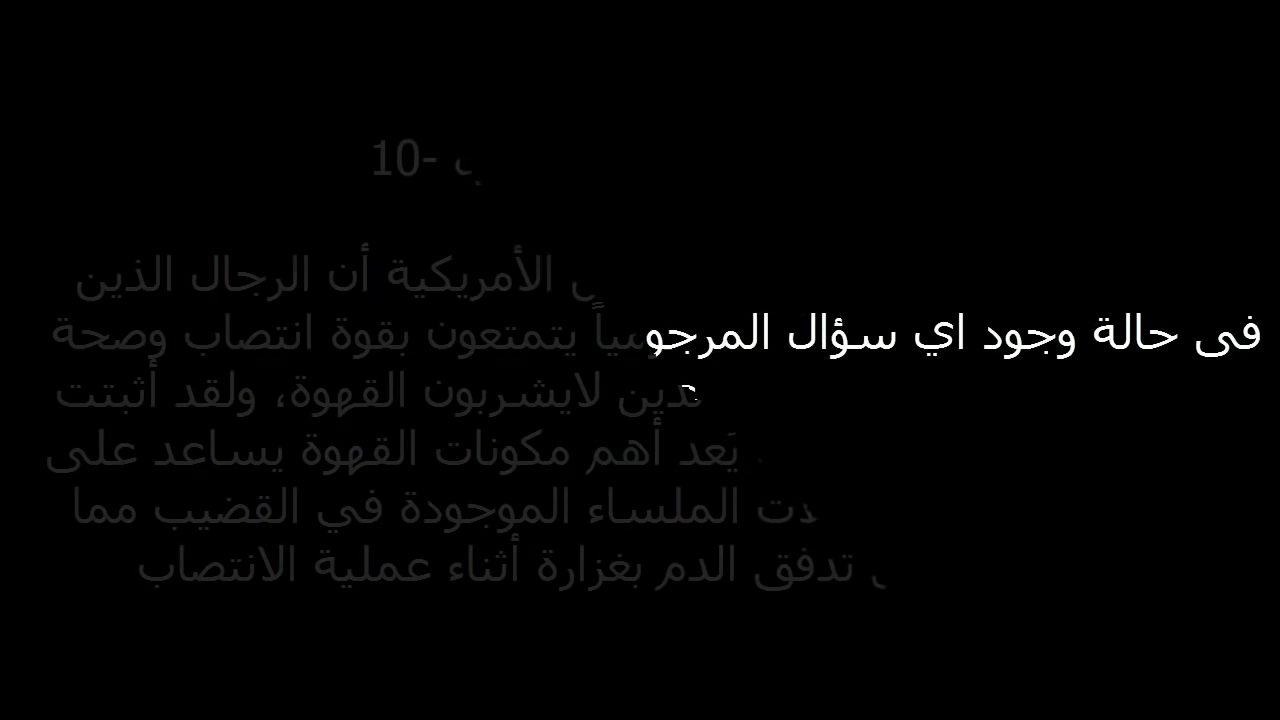 10-
الأمريكية أن الرجال الذين
فى حالة وجود اي سؤال المرجو
يتمتعون بقوة انتصاب وصحة
لايشربون القهوة، ولقد أثبتت
يَعد أهم مكونات القهوة يساعد على
الملساء الموجودة في القضيب مما
تدفق الدم بغزارة أثناء عملية الانتصاب